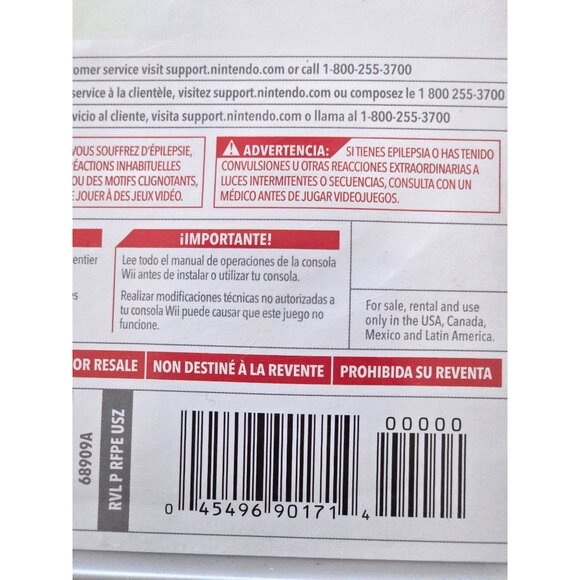 tomer service visit support.nintendo.com or call 1-800-255-3700
service à la clientèle, visitez support.nintendo.com ou composez le 1 800 255-3700
vicio al cliente, visita support.nintendo.com o llama al 1-800-255-3700
VOUS SOUFFREZ D'ÉPILEPSIE,
RÉACTIONS INHABITUELLES
OU DES MOTIFS CLIGNOTANTS,
E JOUER À DES JEUX VIDÉO.
ADVERTENCIA: SI TIENES EPILEPSIA O HAS TENIDO
CONVULSIONES U OTRAS REACCIONES EXTRAORDINARIAS A
LUCES INTERMITENTES O SECUENCIAS, CONSULTA CON UN
MÉDICO ANTES DE JUGAR VIDEOJUEGOS.
entier
es
¡IMPORTANTE!
Lee todo el manual de operaciones de la consola
Wii antes de instalar o utilizar tu consola.
Realizar modificaciones técnicas no autorizadas a
tu consola Wii puede causar que este juego no
funcione.
For sale, rental and use
only in the USA, Canada,
Mexico and Latin America.
OR RESALE
NON DESTINÉ À LA REVENTE
PROHIBIDA SU REVENTA
68909A
RVL P RFPE USZ
00000
0 45496 90171 4